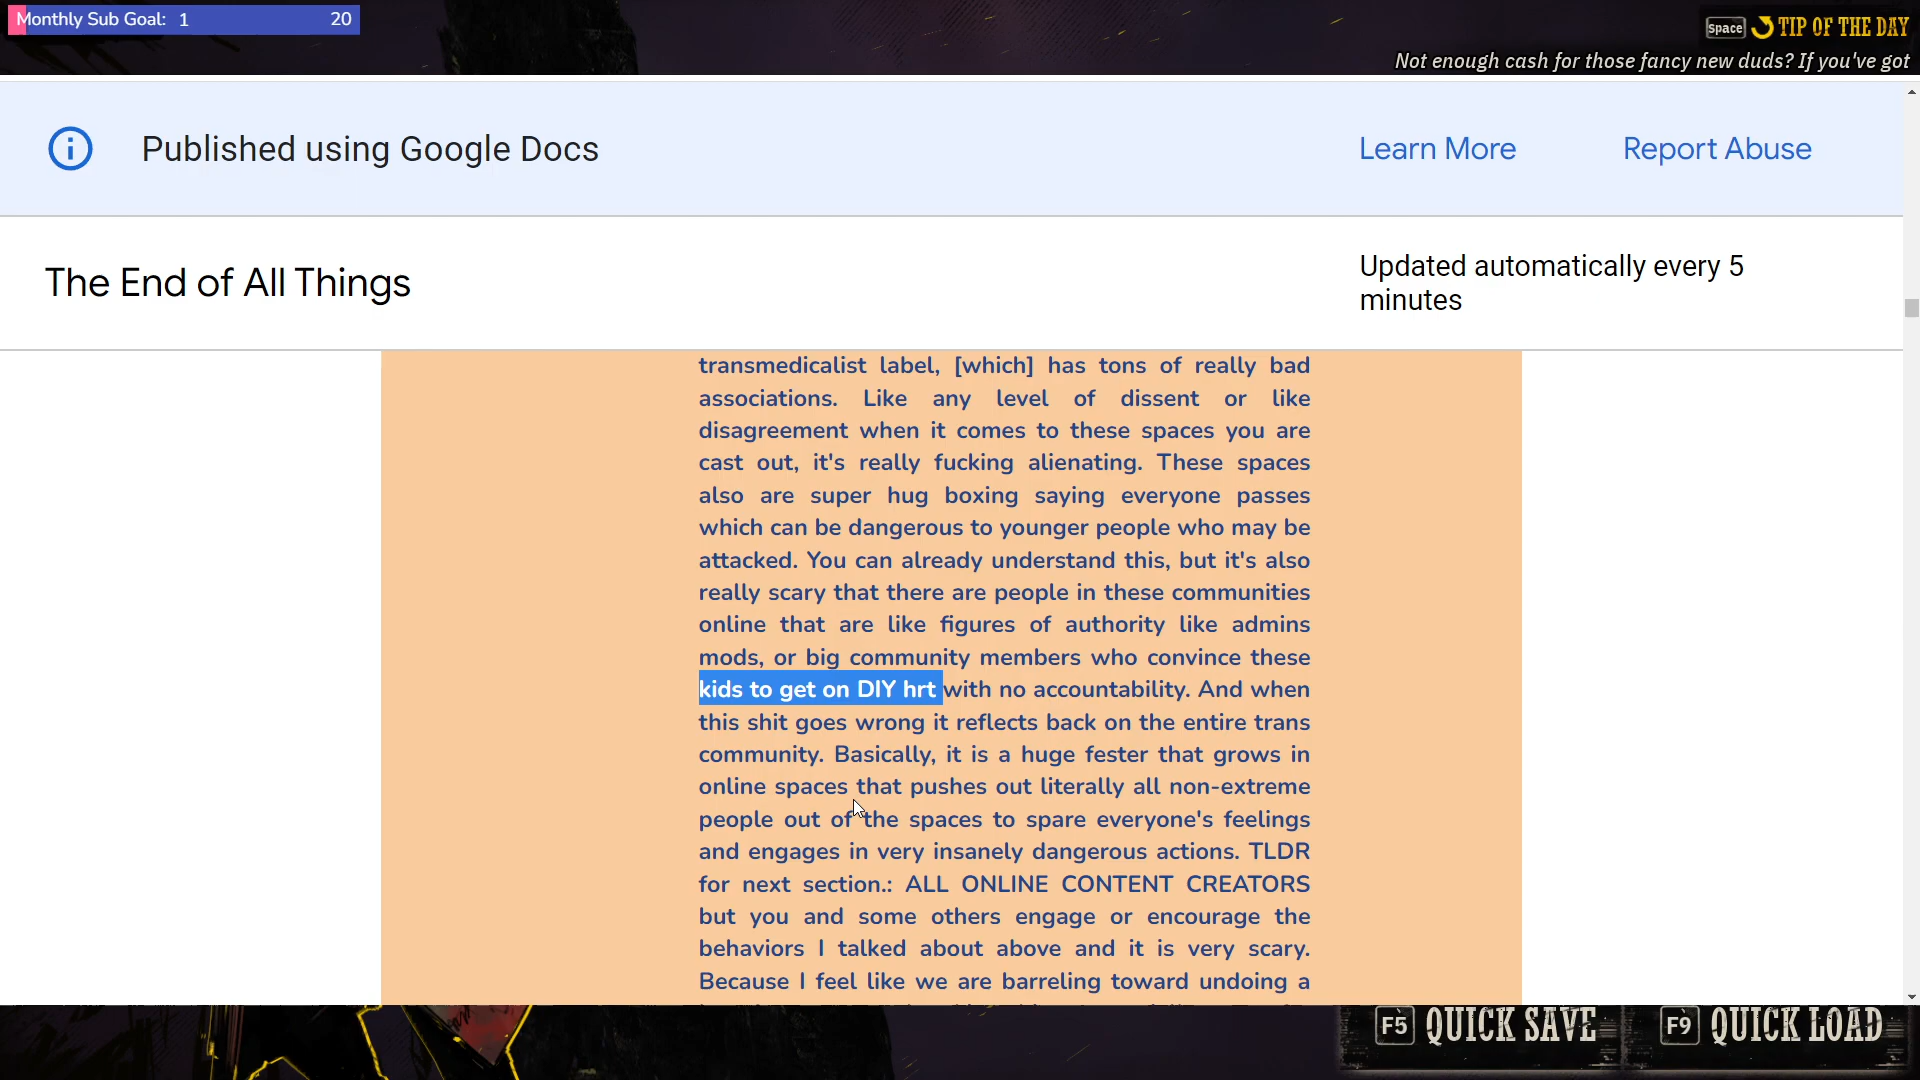 Monthly Sub Goal: 1 20
Space TIP OF THE DAY
Not enough cash for those fancy new duds? If you've got
Published using Google Docs
Learn More
Report Abuse
The End of All Things
Updated automatically every 5
minutes
transmedicalist label, [which] has tons of really bad
associations. Like any level of dissent or like
disagreement when it comes to these spaces you are
cast out, it's really fucking alienating. These spaces
also are super hug boxing saying everyone passes
which can be dangerous to younger people who may be
attacked. You can already understand this, but it's also
really scary that there are people in these communities
online that are like figures of authority like admins
mods, or big community members who convince these
kids to get on DIY hrt with no accountability. And when
this shit goes wrong it reflects back on the entire trans
community. Basically, it is a huge fester that grows in
online spaces that pushes out literally all non-extreme
people out of the spaces to spare everyone's feelings
and engages in very insanely dangerous actions. TLDR
for next section.: ALL ONLINE CONTENT CREATORS
but you and some others engage or encourage the
behaviors I talked about above and it is very scary.
Because I feel like we are barreling toward undoing a
F5 QUICK SAVE
F9 QUICK LOAD